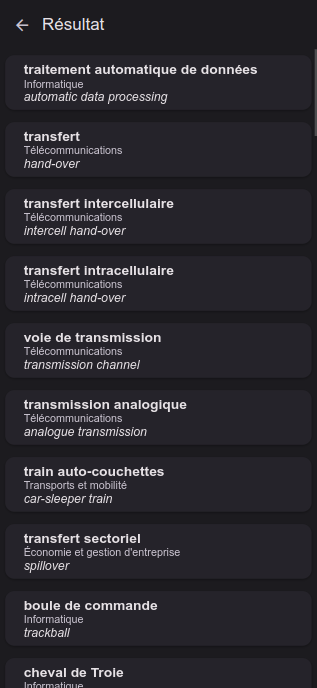 Résultat
traitement automatique de données
Informatique
automatic data processing
transfert
Télécommunications
hand-over
transfert intercellulaire
Télécommunications
intercell hand-over
transfert intracellulaire
Télécommunications
intracell hand-over
voie de transmission
Télécommunications
transmission channel
transmission analogique
Télécommunications
analogue transmission
train auto-couchettes
Transports et mobilité
car-sleeper train
transfert sectoriel
Économie et gestion d'entreprise
spillover
boule de commande
Informatique
trackball
cheval de Troie
Informatique